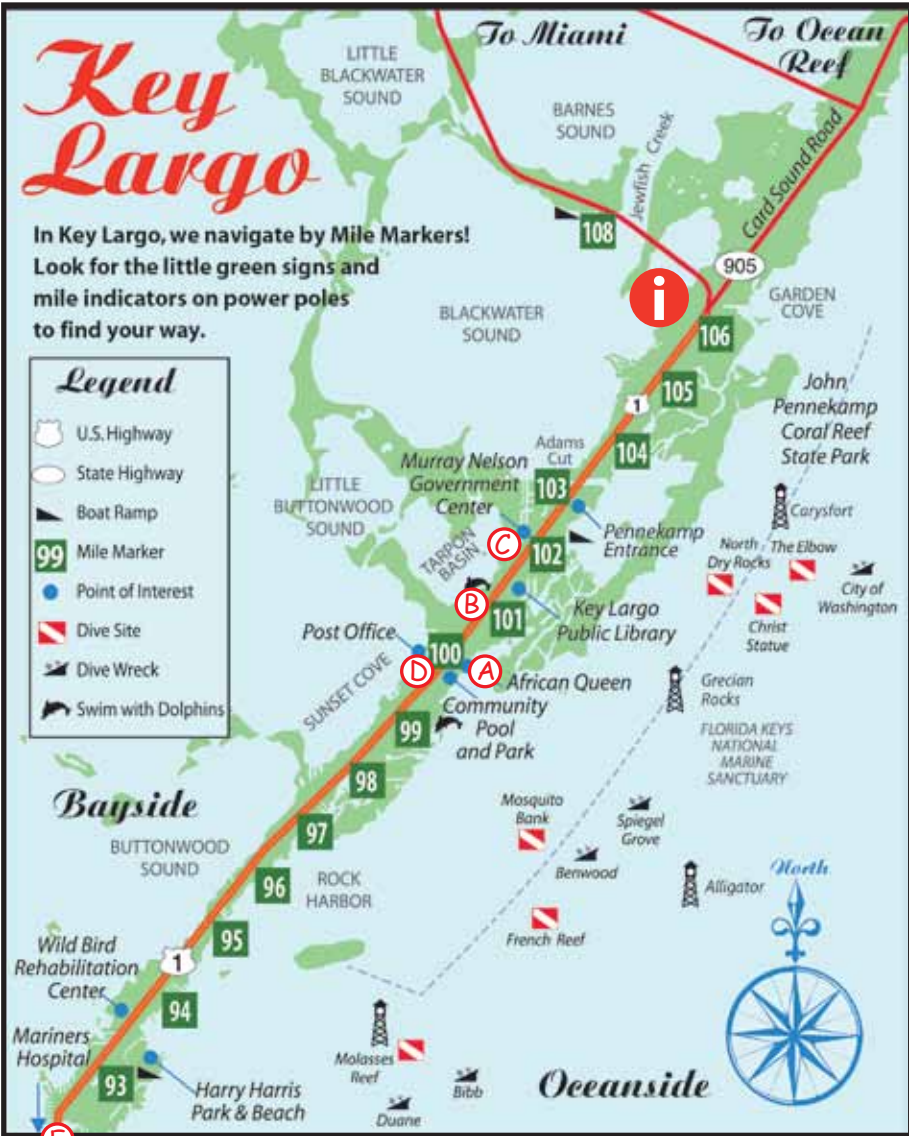 Key
Largo
To Miami
To Ocean
Reef
LITTLE
BLACKWATER
SOUND
BARNES
SOUND
Jewfish Creek
Card Sound Road
In Key Largo, we navigate by Mile Markers!
Look for the little green signs and
mile indicators on power poles
to find your way.
108
905
i
GARDEN
COVE
BLACKWATER
SOUND
106
105
1
104
John
Pennekamp
Coral Reef
State Park
Legend
U.S. Highway
State Highway
Boat Ramp
99 Mile Marker
Point of Interest
Dive Site
Dive Wreck
Swim with Dolphins
Adams
Cut
Murray Nelson
Government
Center
103
LITTLE
BUTTONWOOD
SOUND
C
102
Pennekamp
Entrance
Carysfort
TARPON
BASIN
North
Dry Rocks
The Elbow
City of
Washington
Christ
Statue
B
101
Key Largo
Public Library
Post Office
100
D
A
African Queen
SUNSET COVE
Community
Pool
and Park
Grecian
Rocks
99
FLORIDA KEYS
NATIONAL
MARINE
SANCTUARY
98
Bayside
97
Mosquito
Bank
Spiegel
Grove
BUTTONWOOD
SOUND
Benwood
96
ROCK
HARBOR
Alligator
North
French Reef
95
Wild Bird
Rehabilitation
Center
1
94
Mariners
Hospital
93
Harry Harris
Park & Beach
Molasses
Reef
Bibb
Duane
Oceanside